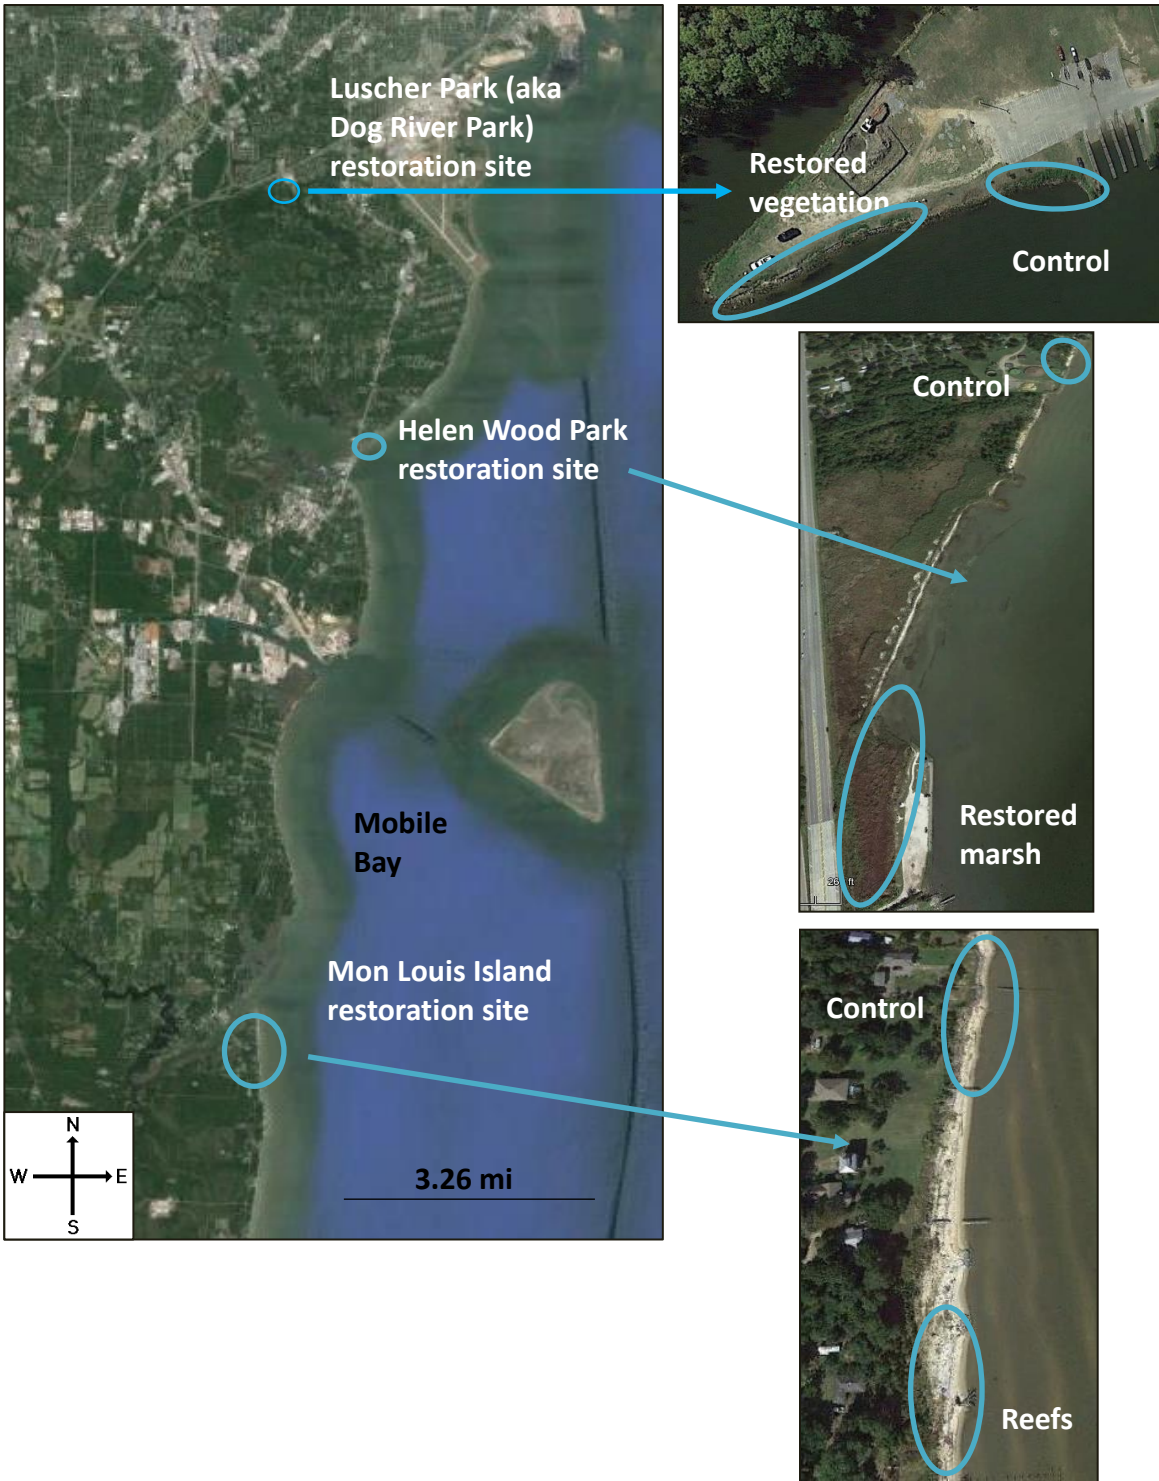 Luscher Park (aka
Dog River Park)
restoration site
Helen Wood Park
restoration site
Mobile
Bay
Mon Louis Island
restoration site
N
W
E
S
3.26 mi
Restored
vegetation
Control
Control
Restored
marsh
ft
Control
Reefs